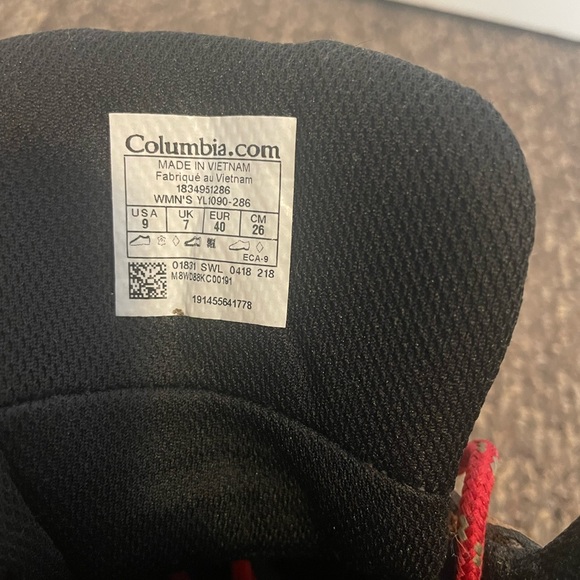 Columbia.com
MADE IN VIETNAM
Fabriqué au Vietnam
1834951286
WMN'S YL1090-286
USA UK EUR CM
9 7 40 26
ECA-9
01831 SWL 0418 218
M8W088KC00191
191455641778